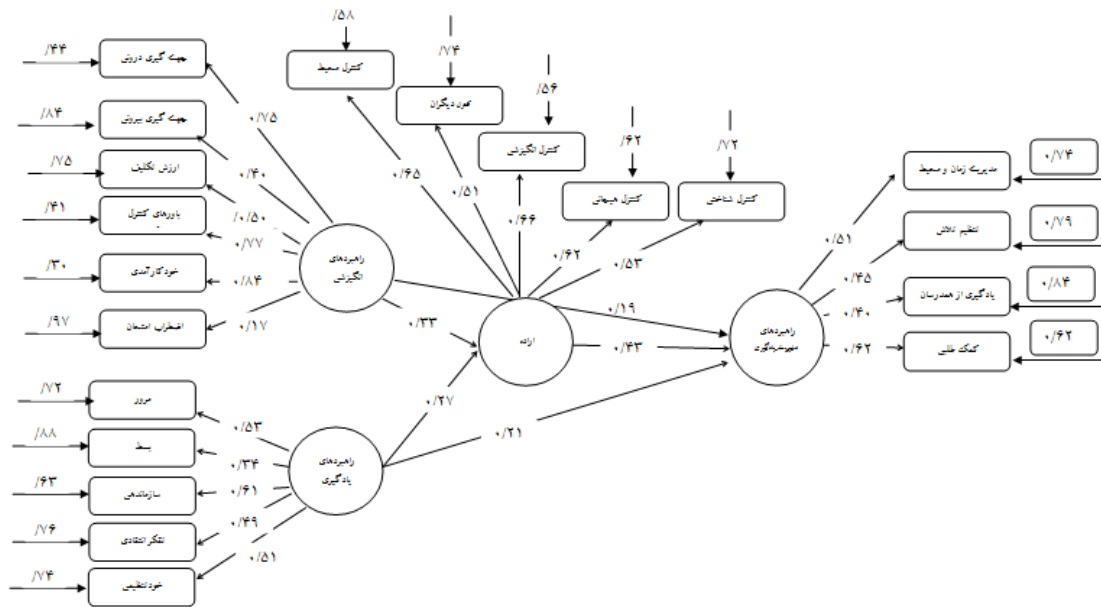 /۵۸
/۷۴
/۵۶
/۶۲
/۷۲
کنترل محیط
عون دیگران
کنترل انگیزشی
کنترل هیجانی
کنترل شناختی
۰/۶۵
۰/۵۱
۰/۶۶
۰/۶۲
۰/۵۳
/۴۴
جهت گیری درونی
۰/۷۵
/۸۴
جهت گیری بیرونی
۰/۴۰
/۷۵
ارزش تکلیف
/۰/۵۰
/۴۱
باورهای کنترل
۰/۷۷
/۳۰
خودکارآمدی
۰/۸۴
/۹۷
اضطراب امتحان
۰/۱۷
راهبردهای
انگیزشی
۰/۳۳
۰/۱۹
اراده
۰/۴۳
۰/۲۷
۰/۲۱
/۷۲
مرور
۰/۵۳
/۸۸
بسط
۰/۳۴
/۶۳
سازماندهی
۰/۶۱
/۷۶
تفکر انتقادی
۰/۴۹
/۷۴
خودتنظیمی
۰/۵۱
راهبردهای
یادگیری
راهبردهای
۰/۵۱
مدیریت زمان و محیط
۰/۷۴
۰/۴۵
تنظیم تلاش
۰/۷۹
۰/۴۰
یادگیری از همدرسان
۰/۸۴
۰/۶۲
کمک طلبی
۰/۶۲